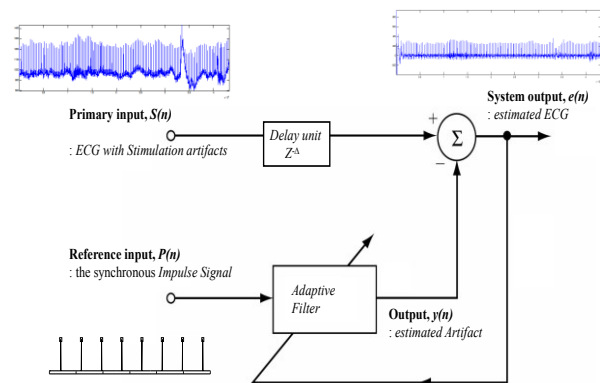 Primary input, S(n)
: ECG with Stimulation artifacts
Delay unit
Z^-Δ
+
Σ
−
System output, e(n)
: estimated ECG
Reference input, P(n)
: the synchronous Impulse Signal
Adaptive
Filter
Output, y(n)
: estimated Artifact